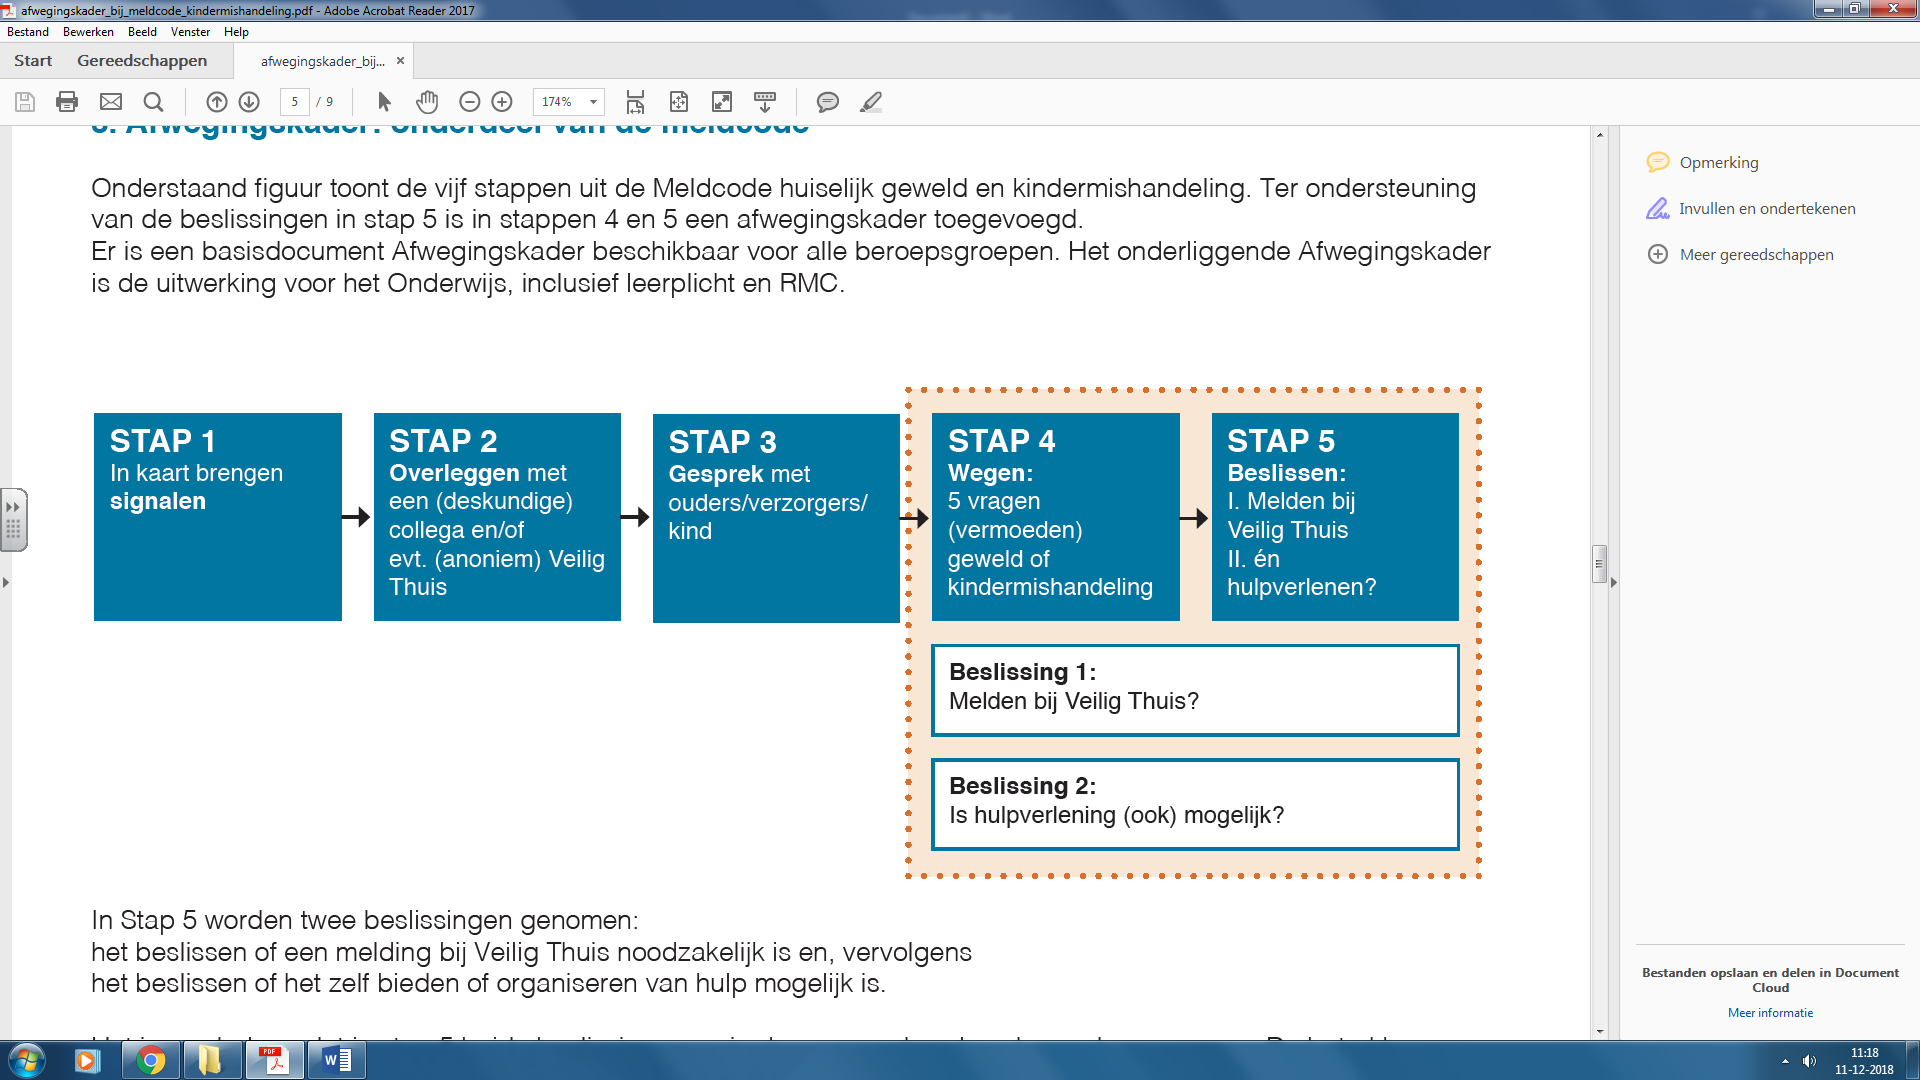 afwegingskader_bij_meldcode_kindermishandeling.pdf - Adobe Acrobat Reader 2017
Bestand Bewerken Beeld Venster Help
Start Gereedschappen afwegingskader_bij... ×
5 / 9 174%
3. Afwegingskader: onderdeel van de meldcode
Onderstaand figuur toont de vijf stappen uit de Meldcode huiselijk geweld en kindermishandeling. Ter ondersteuning
van de beslissingen in stap 5 is in stappen 4 en 5 een afwegingskader toegevoegd.
Er is een basisdocument Afwegingskader beschikbaar voor alle beroepsgroepen. Het onderliggende Afwegingskader
is de uitwerking voor het Onderwijs, inclusief leerplicht en RMC.
STAP 1
In kaart brengen
signalen
STAP 2
Overleggen met
een (deskundige)
collega en/of
evt. (anoniem) Veilig
Thuis
STAP 3
Gesprek met
ouders/verzorgers/
kind
STAP 4
Wegen:
5 vragen
(vermoeden)
geweld of
kindermishandeling
STAP 5
Beslissen:
I. Melden bij
Veilig Thuis
II. én
hulpverlenen?
Beslissing 1:
Melden bij Veilig Thuis?
Beslissing 2:
Is hulpverlening (ook) mogelijk?
In Stap 5 worden twee beslissingen genomen:
het beslissen of een melding bij Veilig Thuis noodzakelijk is en, vervolgens
het beslissen of het zelf bieden of organiseren van hulp mogelijk is.
Opmerking
Invullen en ondertekenen
Meer gereedschappen
Bestanden opslaan en delen in Document
Cloud
Meer informatie
PDF
11:18
11-12-2018